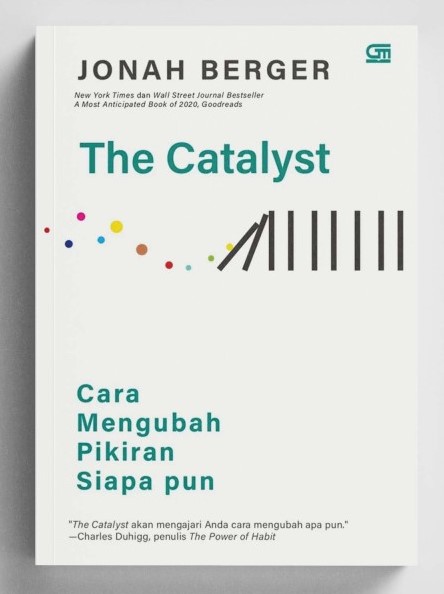 JONAH BERGER
New York Times dan Wall Street Journal Bestseller
A Most Anticipated Book of 2020, Goodreads
The Catalyst
Cara
Mengubah
Pikiran
Siapa pun
"The Catalyst akan mengajari Anda cara mengubah apa pun."
—Charles Duhigg, penulis The Power of Habit